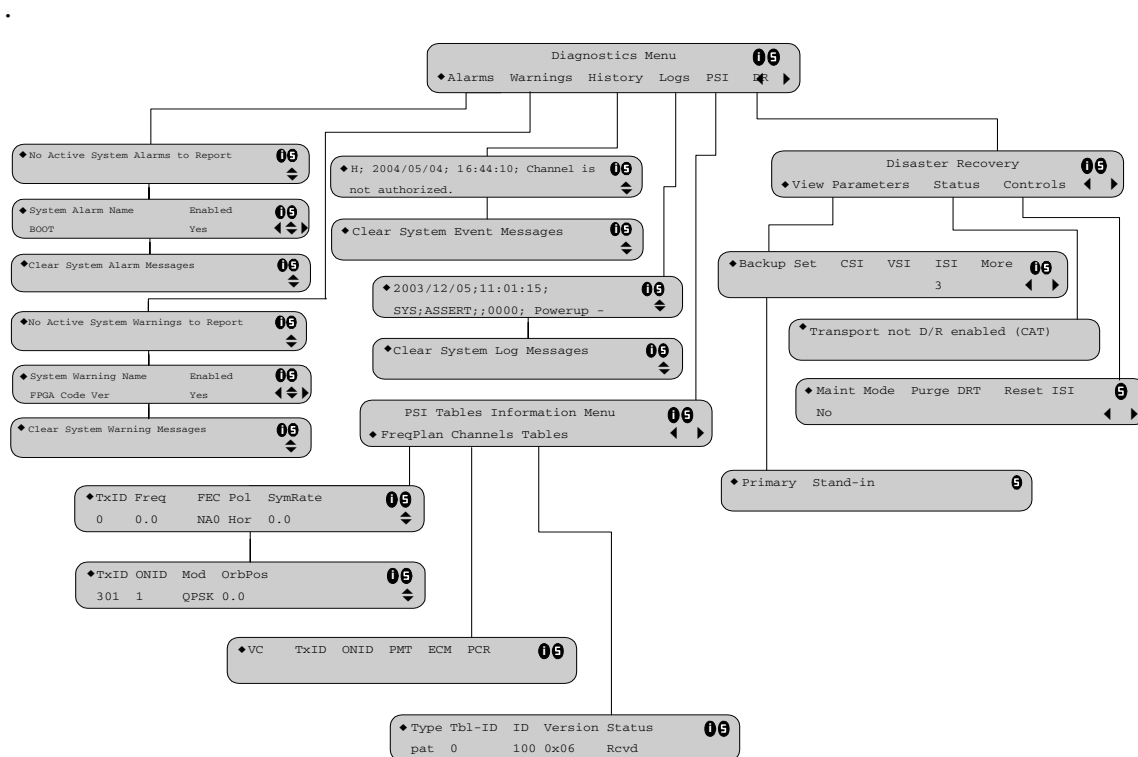 .
Diagnostics Menu
Alarms Warnings History Logs PSI DR
No Active System Alarms to Report
System Alarm Name Enabled
BOOT Yes
Clear System Alarm Messages
No Active System Warnings to Report
System Warning Name Enabled
FPGA Code Ver Yes
Clear System Warning Messages
H; 2004/05/04; 16:44:10; Channel is
not authorized.
Clear System Event Messages
2003/12/05;11:01:15;
SYS;ASSERT;;0000; Powerup -
Clear System Log Messages
PSI Tables Information Menu
FreqPlan Channels Tables
TxID Freq FEC Pol SymRate
0 0.0 NA0 Hor 0.0
TxID ONID Mod OrbPos
301 1 QPSK 0.0
VC TxID ONID PMT ECM PCR
Type Tbl-ID ID Version Status
pat 0 100 0x06 Rcvd
Disaster Recovery
View Parameters Status Controls
Backup Set CSI VSI ISI More
3
Transport not D/R enabled (CAT)
Maint Mode Purge DRT Reset ISI
No
Primary Stand-in